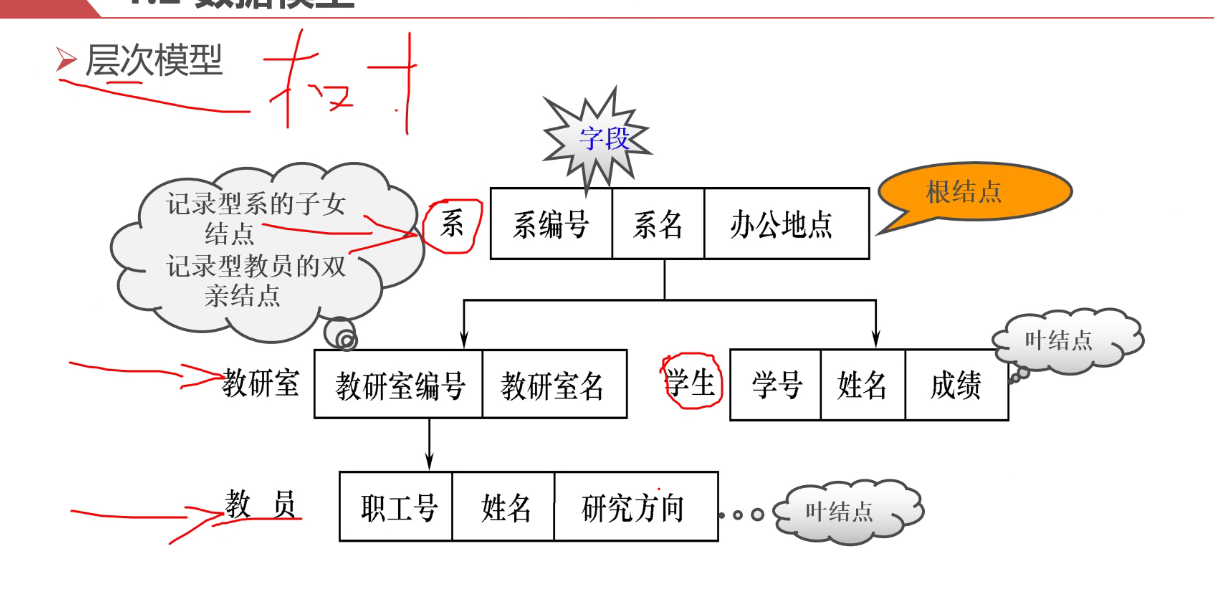 层次模型
字段
记录型系的子女
结点
记录型教员的双
亲结点
系 系编号 系名 办公地点
根结点
教研室 教研室编号 教研室名
学生 学号 姓名 成绩
叶结点
教 员 职工号 姓名 研究方向
叶结点